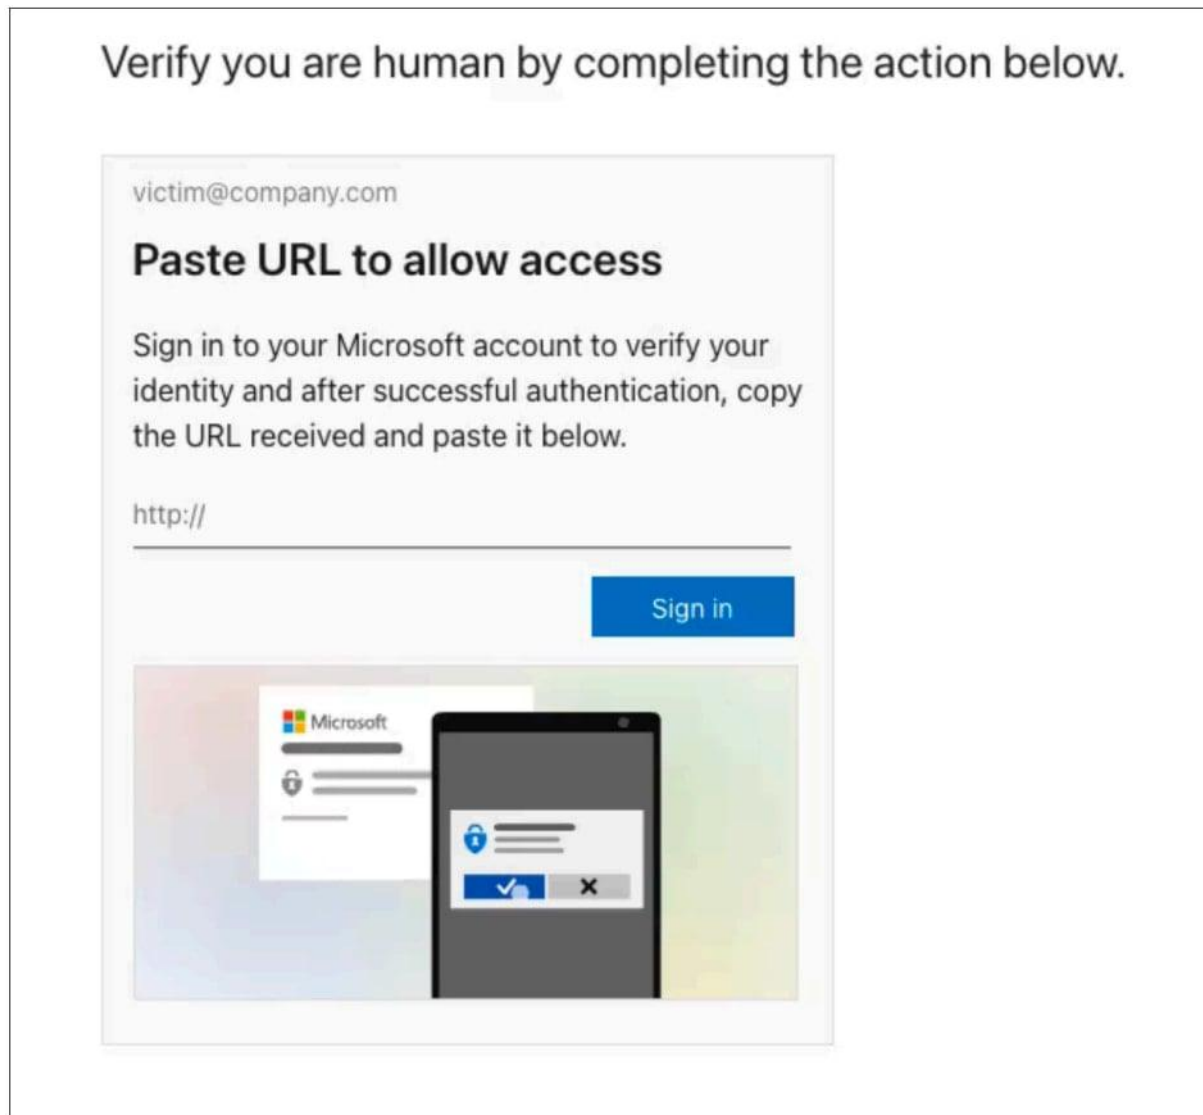 Verify you are human by completing the action below.
victim@company.com
Paste URL to allow access
Sign in to your Microsoft account to verify your
identity and after successful authentication, copy
the URL received and paste it below.
http://
Sign in
Microsoft